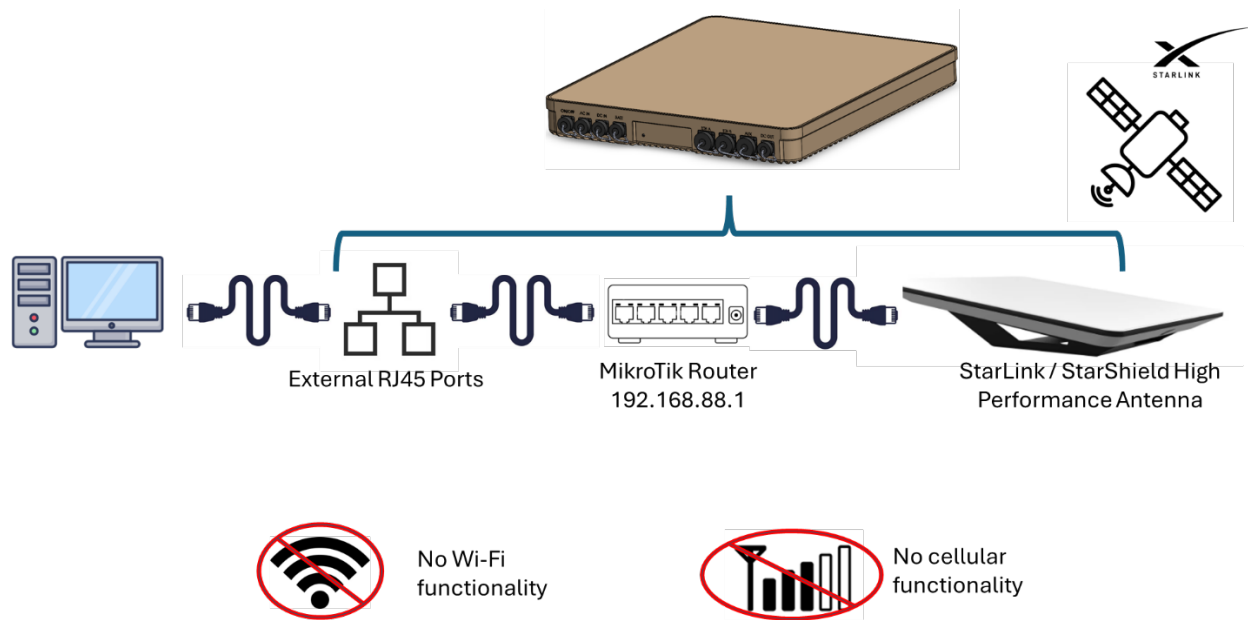 STARLINK
External RJ45 Ports
MikroTik Router
192.168.88.1
StarLink / StarShield High
Performance Antenna
No Wi-Fi
functionality
No cellular
functionality